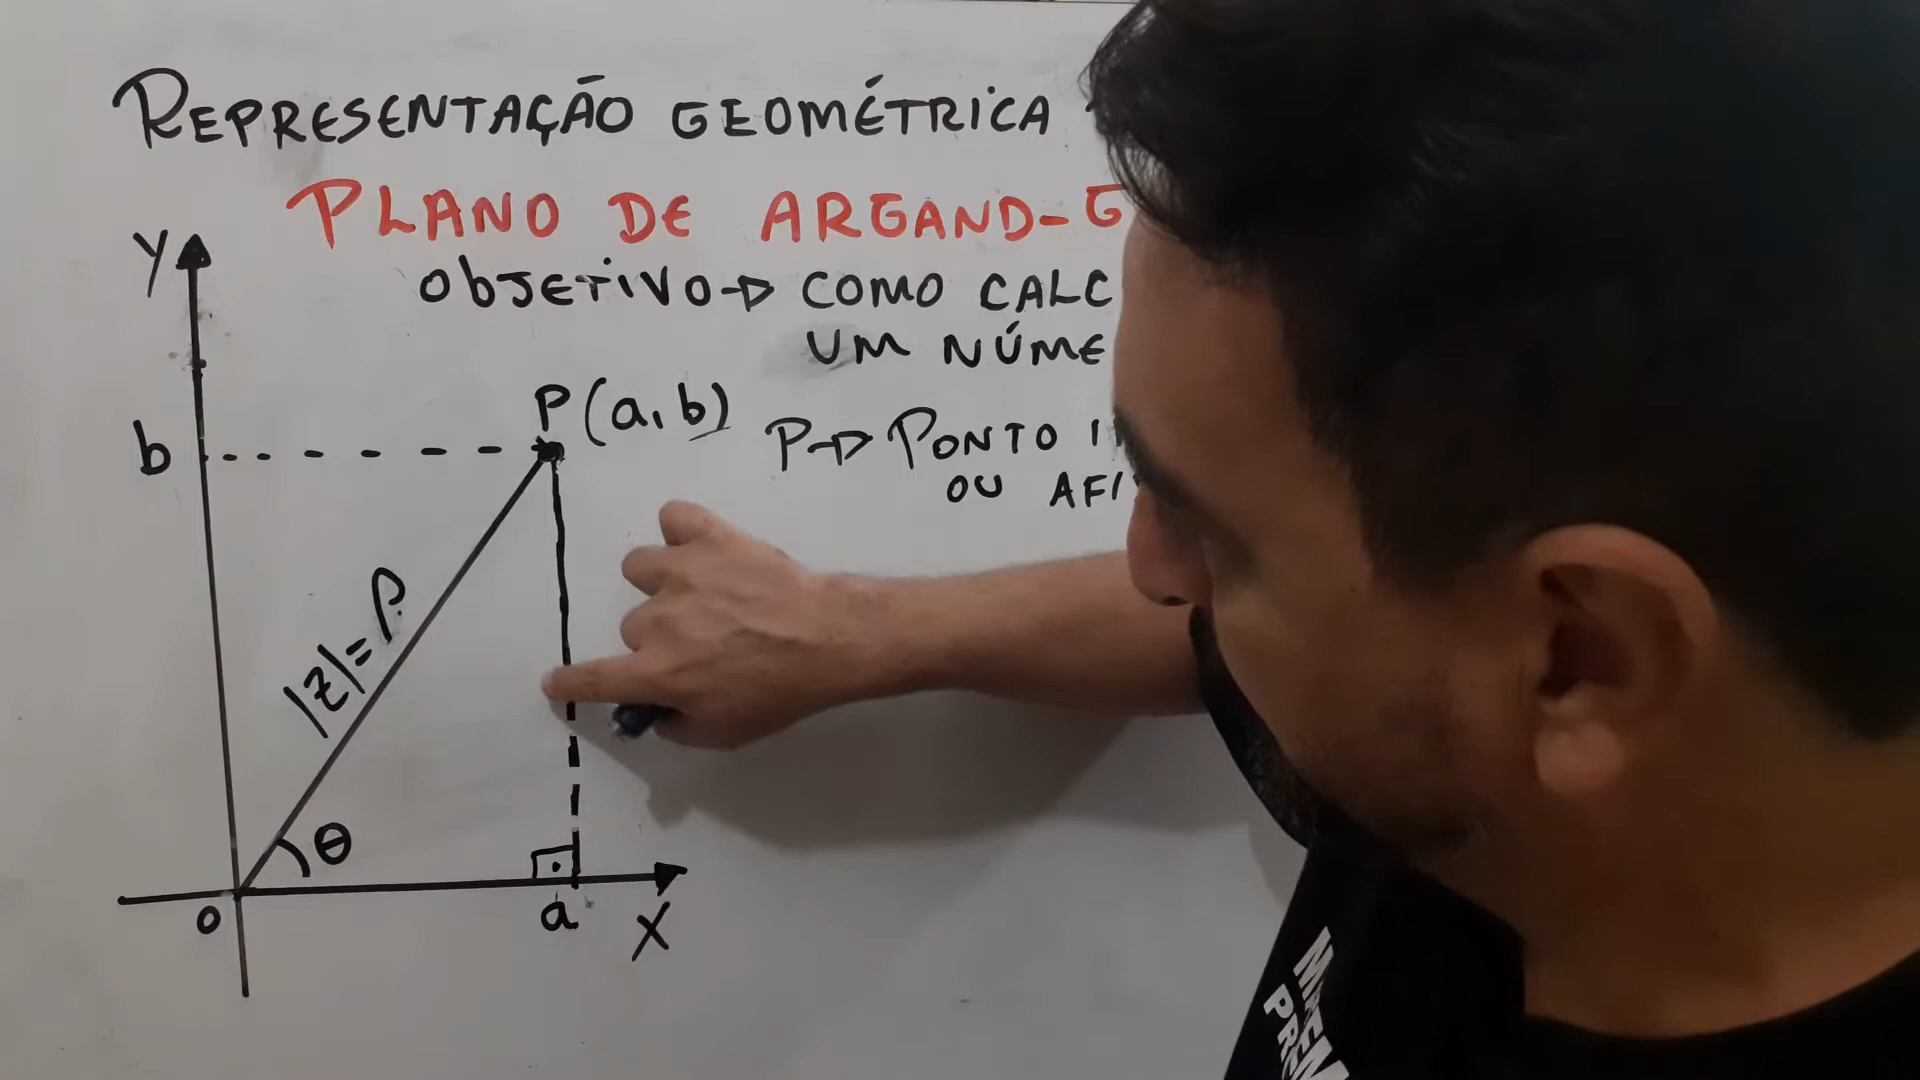 REPRESENTAÇÃO GEOMÉTRICA
PLANO DE ARGAND-G
Y
OBJETIVO→ COMO CALC
UM NÚME
P(a,b)
P→ PONTO
OU AFI
b
|z|=ρ
θ
O
a
X